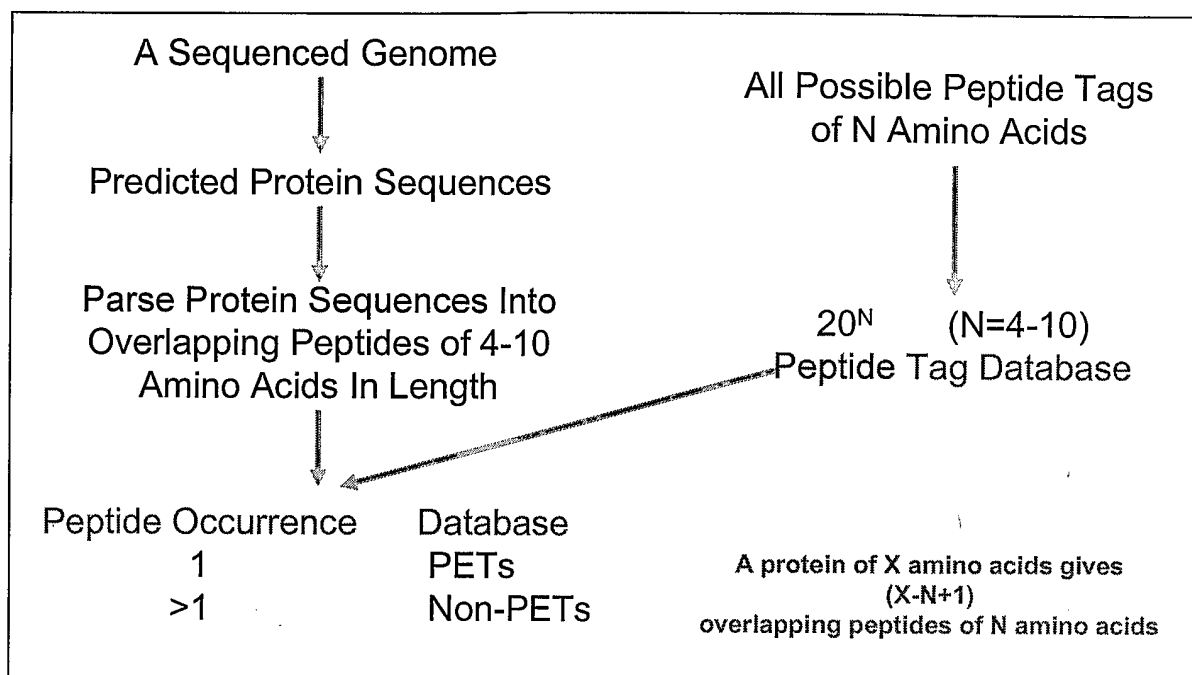 A Sequenced Genome
Predicted Protein Sequences
Parse Protein Sequences Into
Overlapping Peptides of 4-10
Amino Acids In Length
All Possible Peptide Tags
of N Amino Acids
20ᴺ (N=4-10)
Peptide Tag Database
Peptide Occurrence Database
1 PETs
>1 Non-PETs
A protein of X amino acids gives
(X-N+1)
overlapping peptides of N amino acids